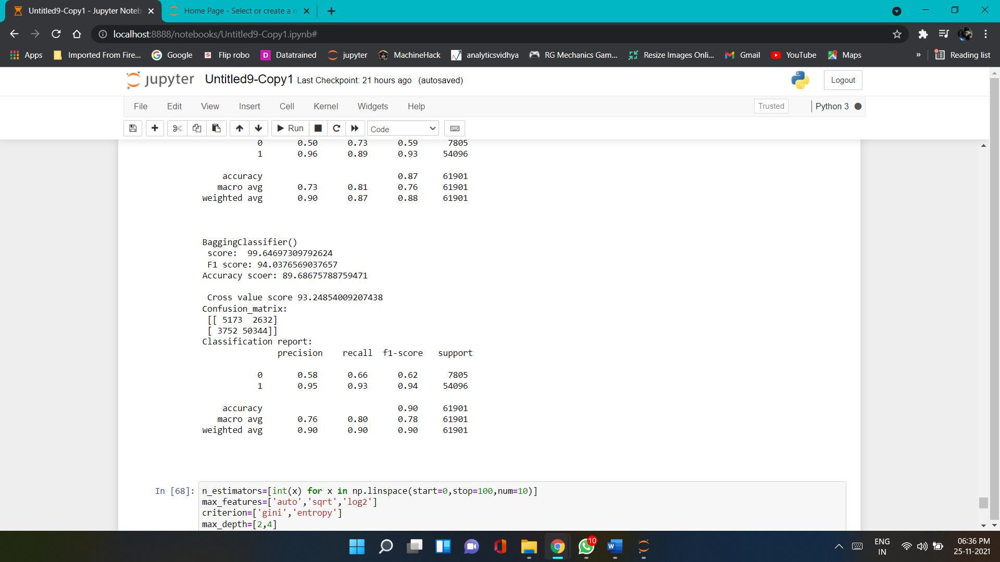 Untitled9-Copy1 - Jupyter Noteb
Home Page - Select or create a n
localhost:8888/notebooks/Untitled9-Copy1.ipynb#
Apps Imported From Fire... Google Flip robo Datatrained jupyter MachineHack analyticsvidhya RG Mechanics Gam... Resize Images Onli... Gmail YouTube Maps » Reading list
jupyter Untitled9-Copy1 Last Checkpoint: 21 hours ago (autosaved) Logout
File Edit View Insert Cell Kernel Widgets Help Trusted Python 3
Run Code
0 0.50 0.73 0.59 7805
1 0.96 0.89 0.93 54096
accuracy 0.87 61901
macro avg 0.73 0.81 0.76 61901
weighted avg 0.90 0.87 0.88 61901
BaggingClassifier()
score: 99.64697309792624
F1 score: 94.0376569037657
Accuracy scoer: 89.68675788759471
Cross value score 93.24854009207438
Confusion_matrix:
[[ 5173 2632]
[ 3752 50344]]
Classification report:
precision recall f1-score support
0 0.58 0.66 0.62 7805
1 0.95 0.93 0.94 54096
accuracy 0.90 61901
macro avg 0.76 0.80 0.78 61901
weighted avg 0.90 0.90 0.90 61901
In [68]: n_estimators=[int(x) for x in np.linspace(start=0,stop=100,num=10)]
max_features=['auto','sqrt','log2']
criterion=['gini','entropy']
max_depth=[2,4]
10
ENG
IN
06:36 PM
25-11-2021